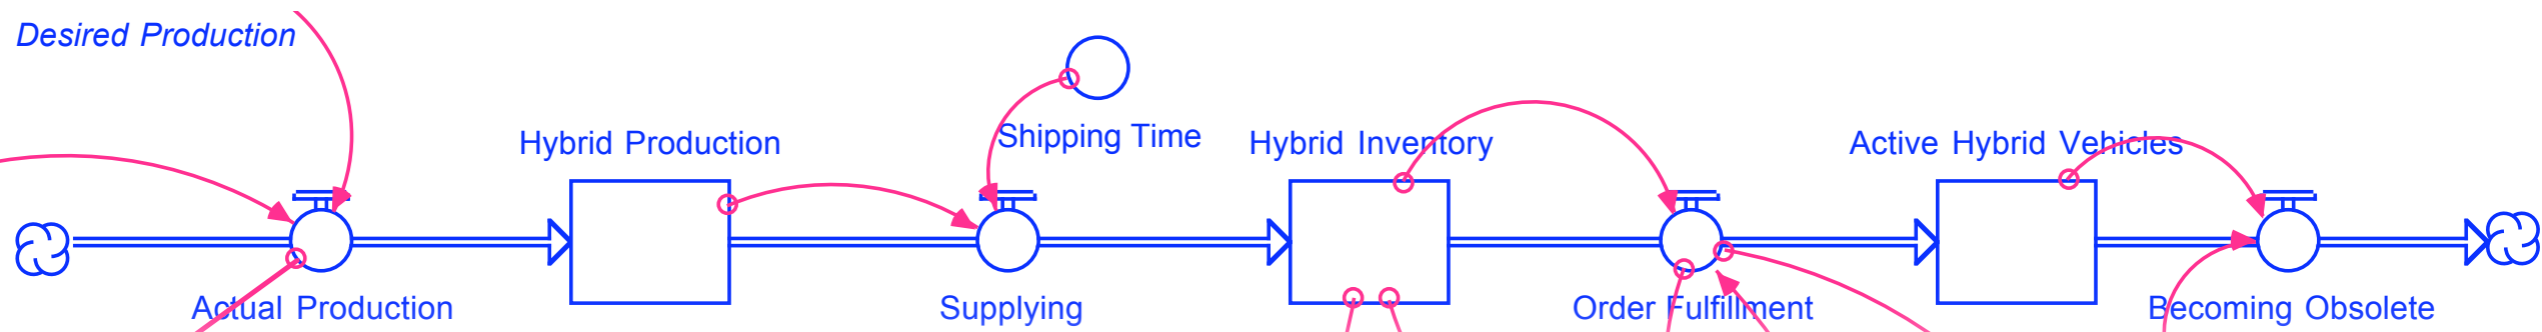 Desired Production
Shipping Time
Hybrid Production
Hybrid Inventory
Active Hybrid Vehicles
Actual Production
Supplying
Order Fulfillment
Becoming Obsolete